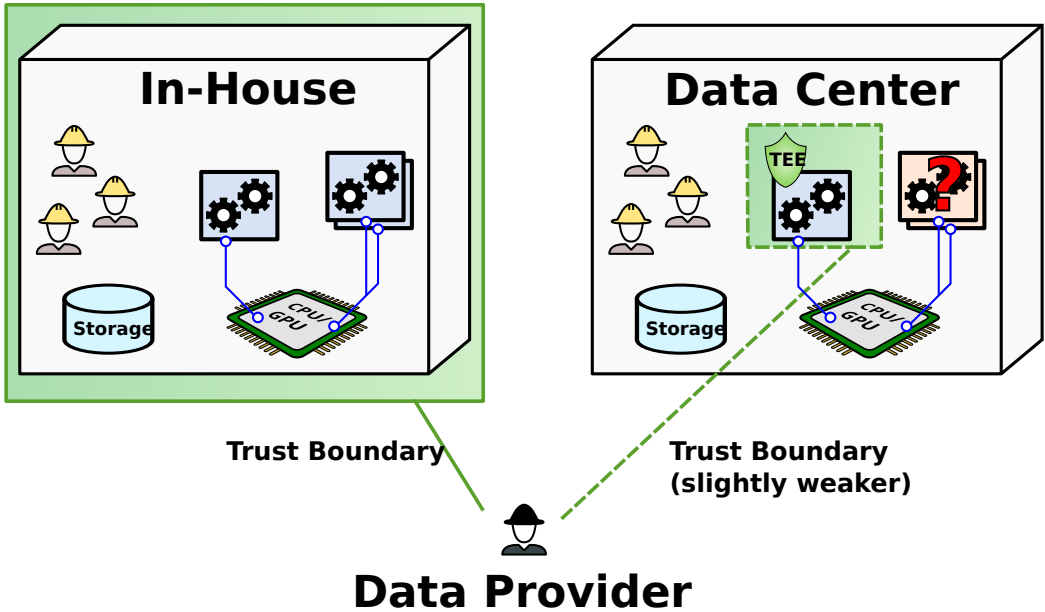 In-House
Data Center
TEE
?
Storage
CPU/
GPU
Storage
CPU/
GPU
Trust Boundary
Trust Boundary
(slightly weaker)
Data Provider